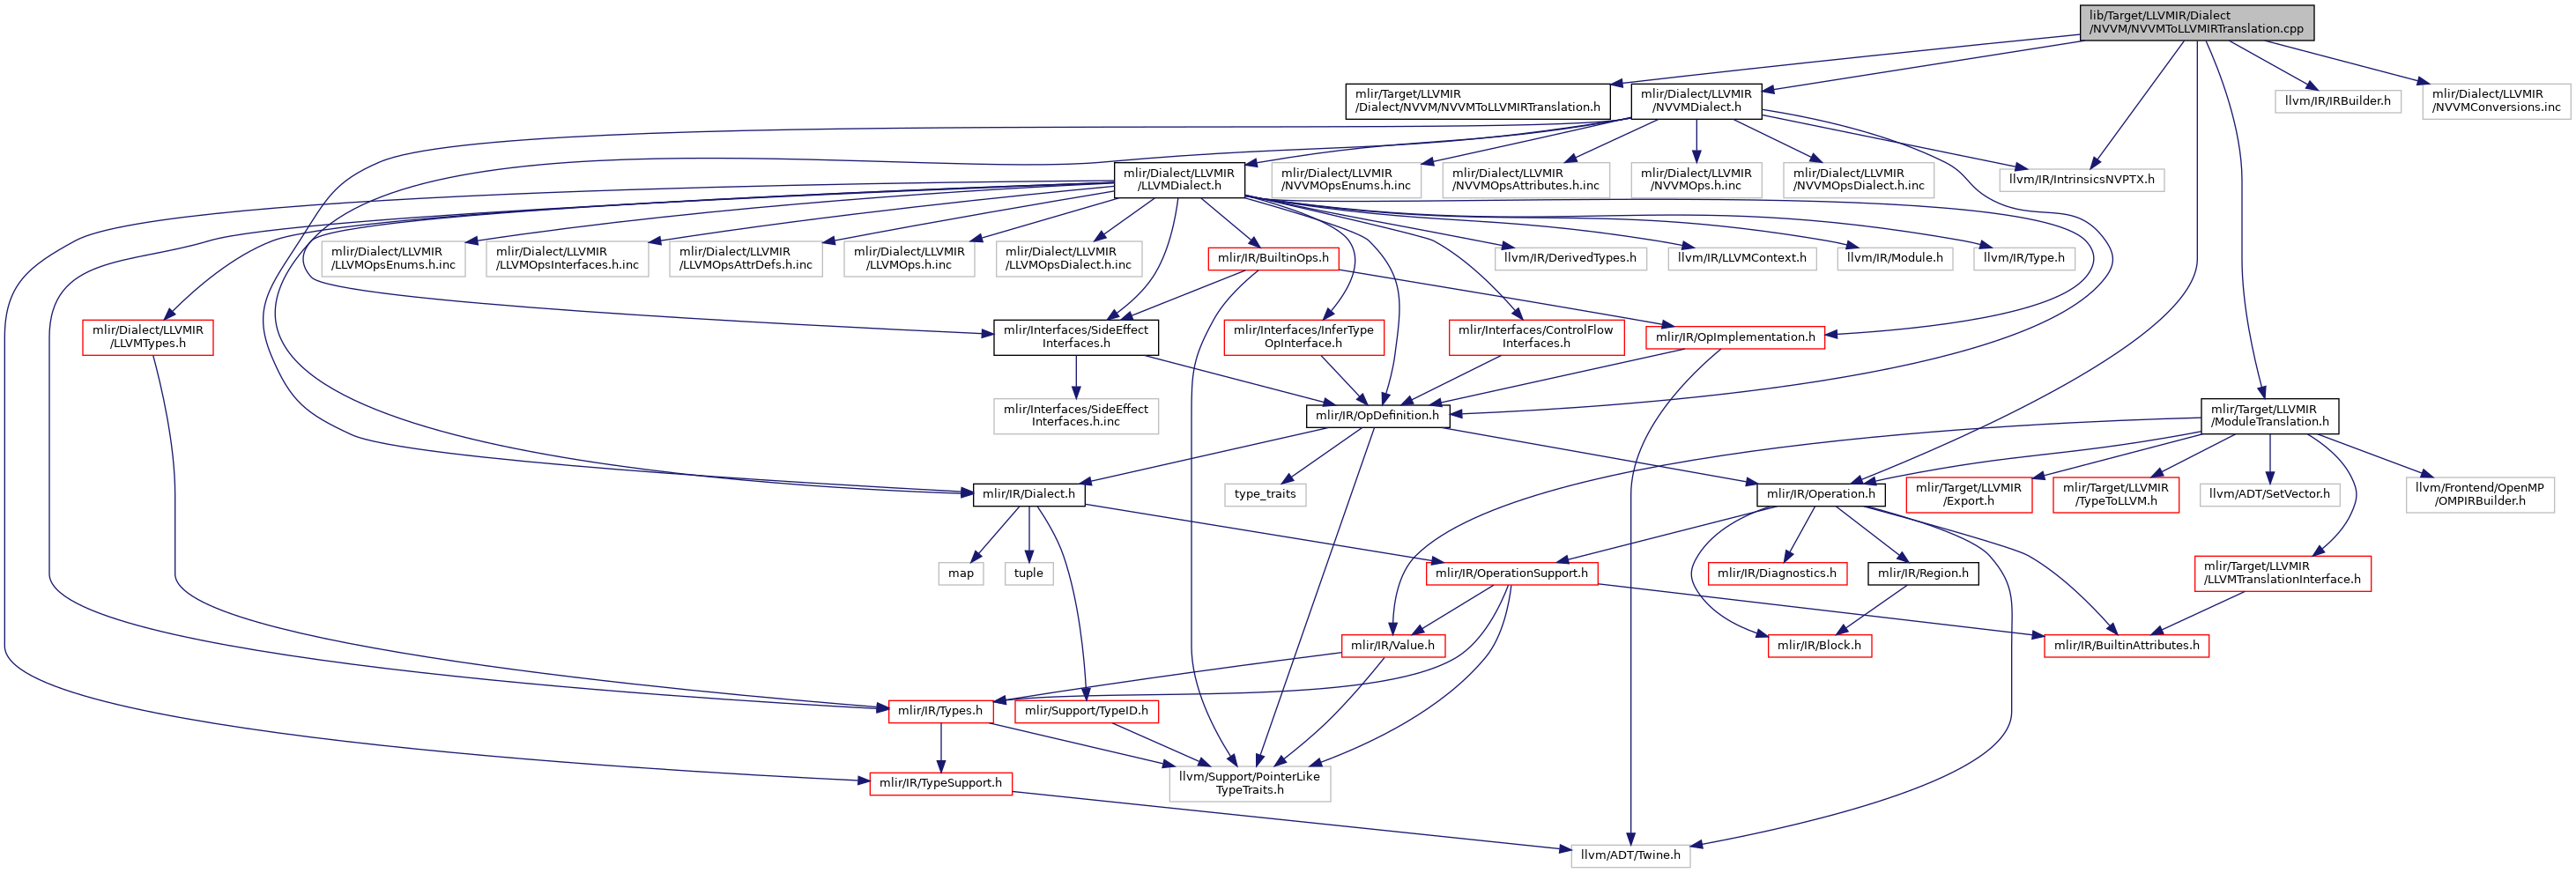 lib/Target/LLVMIR/Dialect
/NVVM/NVVMToLLVMIRTranslation.cpp
mlir/Target/LLVMIR
/Dialect/NVVM/NVVMToLLVMIRTranslation.h
mlir/Dialect/LLVMIR
/NVVMDialect.h
llvm/IR/IRBuilder.h
mlir/Dialect/LLVMIR
/NVVMConversions.inc
mlir/Dialect/LLVMIR
/LLVMDialect.h
mlir/Dialect/LLVMIR
/NVVMOpsEnums.h.inc
mlir/Dialect/LLVMIR
/NVVMOpsAttributes.h.inc
mlir/Dialect/LLVMIR
/NVVMOps.h.inc
mlir/Dialect/LLVMIR
/NVVMOpsDialect.h.inc
llvm/IR/IntrinsicsNVPTX.h
mlir/Dialect/LLVMIR
/LLVMOpsEnums.h.inc
mlir/Dialect/LLVMIR
/LLVMOpsInterfaces.h.inc
mlir/Dialect/LLVMIR
/LLVMOpsAttrDefs.h.inc
mlir/Dialect/LLVMIR
/LLVMOps.h.inc
mlir/Dialect/LLVMIR
/LLVMOpsDialect.h.inc
mlir/IR/BuiltinOps.h
llvm/IR/DerivedTypes.h
llvm/IR/LLVMContext.h
llvm/IR/Module.h
llvm/IR/Type.h
mlir/Dialect/LLVMIR
/LLVMTypes.h
mlir/Interfaces/SideEffect
Interfaces.h
mlir/Interfaces/InferType
OpInterface.h
mlir/Interfaces/ControlFlow
Interfaces.h
mlir/IR/OpImplementation.h
mlir/Interfaces/SideEffect
Interfaces.h.inc
mlir/IR/OpDefinition.h
mlir/Target/LLVMIR
/ModuleTranslation.h
mlir/IR/Dialect.h
type_traits
mlir/IR/Operation.h
mlir/Target/LLVMIR
/Export.h
mlir/Target/LLVMIR
/TypeToLLVM.h
llvm/ADT/SetVector.h
llvm/Frontend/OpenMP
/OMPIRBuilder.h
map
tuple
mlir/IR/OperationSupport.h
mlir/IR/Diagnostics.h
mlir/IR/Region.h
mlir/Target/LLVMIR
/LLVMTranslationInterface.h
mlir/IR/Value.h
mlir/IR/Block.h
mlir/IR/BuiltinAttributes.h
mlir/IR/Types.h
mlir/Support/TypeID.h
mlir/IR/TypeSupport.h
llvm/Support/PointerLike
TypeTraits.h
llvm/ADT/Twine.h